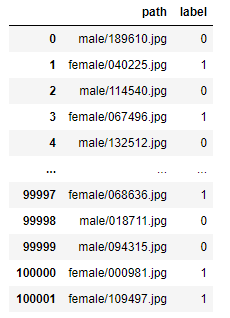 path label
0 male/189610.jpg 0
1 female/040225.jpg 1
2 male/114540.jpg 0
3 female/067496.jpg 1
4 male/132512.jpg 0
... ... ...
99997 female/068636.jpg 1
99998 male/018711.jpg 0
99999 male/094315.jpg 0
100000 female/000981.jpg 1
100001 female/109497.jpg 1